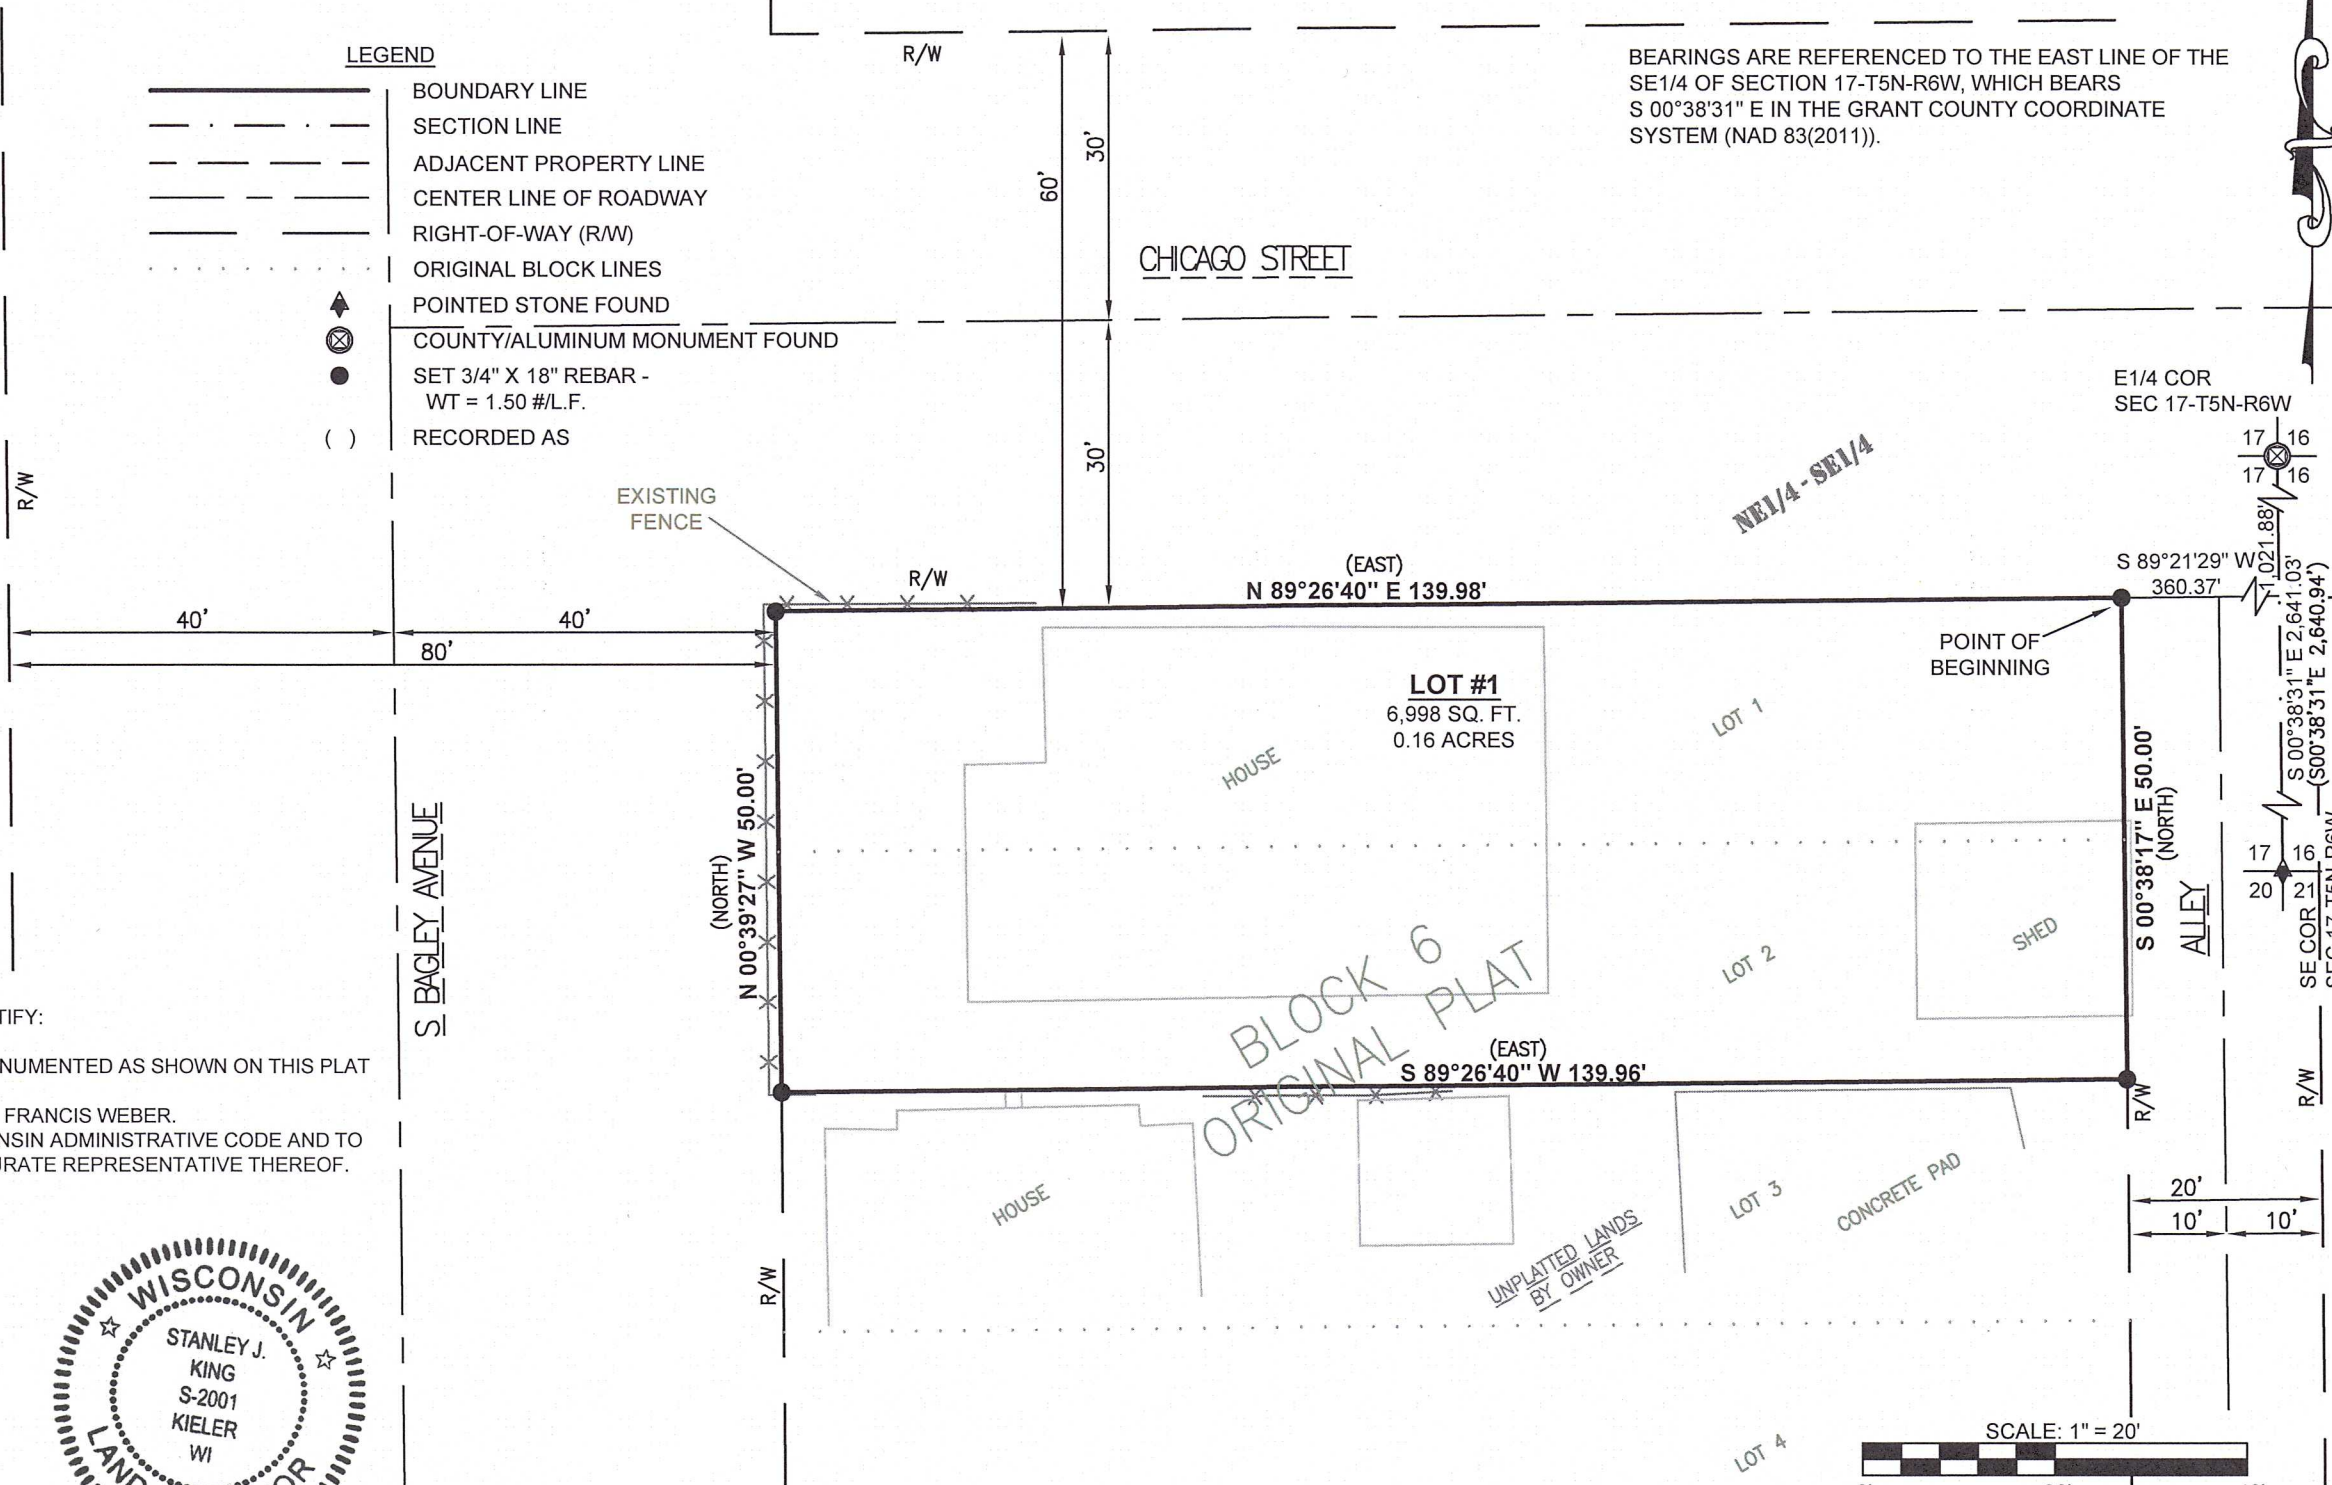 LEGEND
BOUNDARY LINE
SECTION LINE
ADJACENT PROPERTY LINE
CENTER LINE OF ROADWAY
RIGHT-OF-WAY (R/W)
ORIGINAL BLOCK LINES
POINTED STONE FOUND
COUNTY/ALUMINUM MONUMENT FOUND
SET 3/4" X 18" REBAR -
WT = 1.50 #/L.F.
( ) RECORDED AS
R/W
BEARINGS ARE REFERENCED TO THE EAST LINE OF THE
SE1/4 OF SECTION 17-T5N-R6W, WHICH BEARS
S 00°38'31" E IN THE GRANT COUNTY COORDINATE
SYSTEM (NAD 83(2011)).
60'
30'
30'
CHICAGO STREET
E1/4 COR
SEC 17-T5N-R6W
17 16
17 16
NE1/4 - SE1/4
R/W
EXISTING
FENCE
R/W
(EAST)
N 89°26'40" E 139.98'
S 89°21'29" W
360.37'
1,021.88'
S 00°38'31" E 2,641.03'
(S00°38'31"E 2,640.94')
40'
40'
80'
POINT OF
BEGINNING
LOT #1
6,998 SQ. FT.
0.16 ACRES
LOT 1
HOUSE
(NORTH)
N 00°39'27" W 50.00'
S 00°38'17" E 50.00'
(NORTH)
S BAGLEY AVENUE
ALLEY
17 16
20 21
SE COR
SEC 17-T5N-R6W
SHED
LOT 2
BLOCK 6
ORIGINAL PLAT
(EAST)
S 89°26'40" W 139.96'
TIFY:
NUMENTED AS SHOWN ON THIS PLAT
FRANCIS WEBER.
NSIN ADMINISTRATIVE CODE AND TO
URATE REPRESENTATIVE THEREOF.
R/W
R/W
HOUSE
LOT 3
CONCRETE PAD
UNPLATTED LANDS
BY OWNER
20'
10' 10'
R/W
WISCONSIN
STANLEY J.
KING
S-2001
KIELER
WI
LAND
OR
LOT 4
SCALE: 1" = 20'